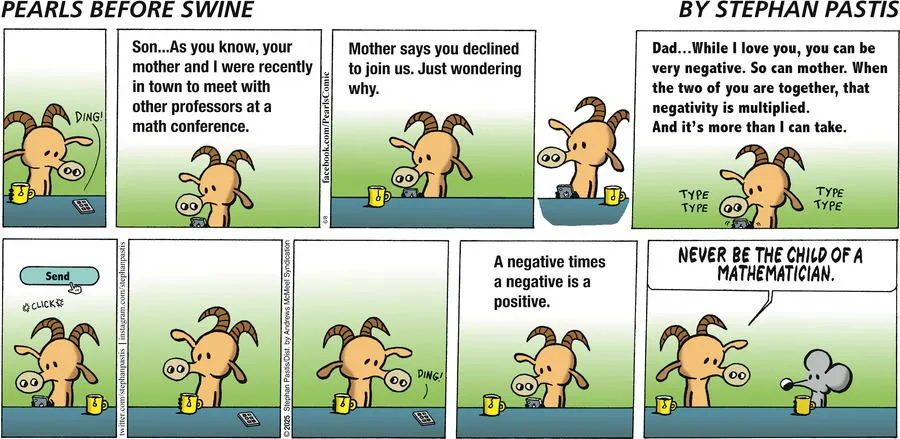 PEARLS BEFORE SWINE
BY STEPHAN PASTIS
DING!
Son...As you know, your
mother and I were recently
in town to meet with
other professors at a
math conference.
facebook.com/PearlsComic
6/8
Mother says you declined
to join us. Just wondering
why.
Dad...While I love you, you can be
very negative. So can mother. When
the two of you are together, that
negativity is multiplied.
And it's more than I can take.
TYPE
TYPE
TYPE
TYPE
Send
CLICK
twitter.com/stephanpastis | instagram.com/stephanpastis
© 2025 Stephan Pastis/Dist. by Andrews McMeel Syndication
DING!
A negative times
a negative is a
positive.
NEVER BE THE CHILD OF A
MATHEMATICIAN.